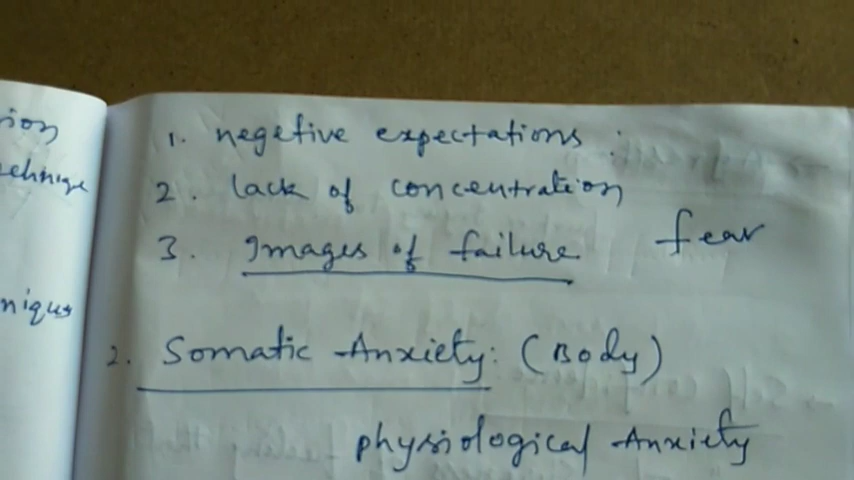 1. negetive expectations :
2. lack of concentration
3. Images of failure fear
2. Somatic Anxiety: (Body)
physiological Anxiety